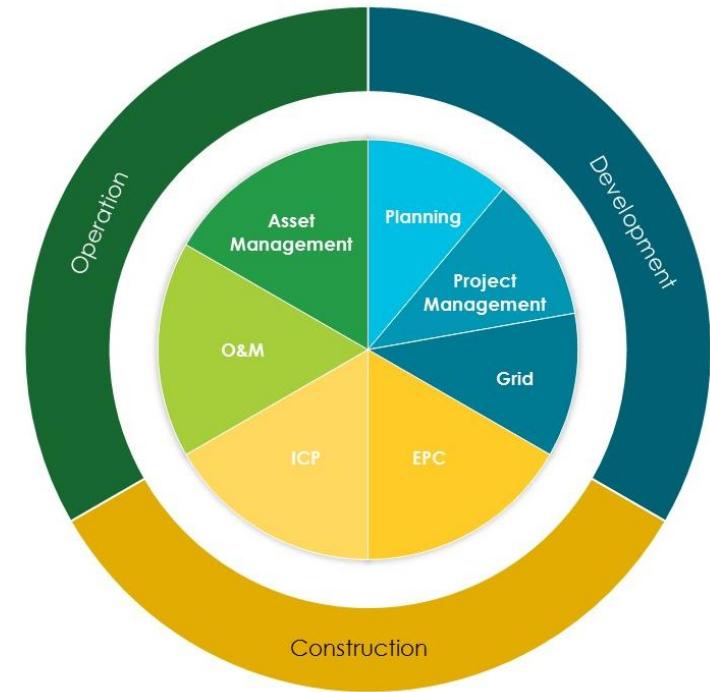 Operation
Development
Construction
Asset
Management
Planning
Project
Management
Grid
EPC
ICP
O&M